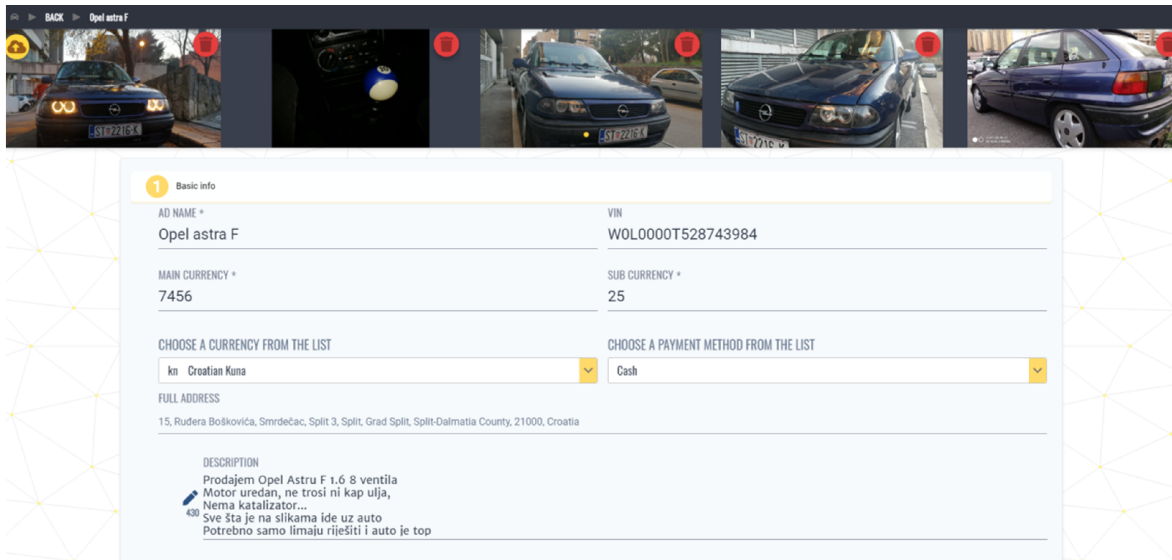 BACK Opel astra F
ST 2216-K
ST 2216-K
ST 2216 K
1 Basic info
AD NAME * VIN
Opel astra F W0L0000T528743984
MAIN CURRENCY * SUB CURRENCY *
7456 25
CHOOSE A CURRENCY FROM THE LIST CHOOSE A PAYMENT METHOD FROM THE LIST
kn Croatian Kuna Cash
FULL ADDRESS
15, Ruđera Boškovića, Smrdečac, Split 3, Split, Grad Split, Split-Dalmatia County, 21000, Croatia
DESCRIPTION
Prodajem Opel Astru F 1.6 8 ventila
Motor uredan, ne trosi ni kap ulja,
Nema katalizator...
430
Sve šta je na slikama ide uz auto
Potrebno samo limaju riješiti i auto je top